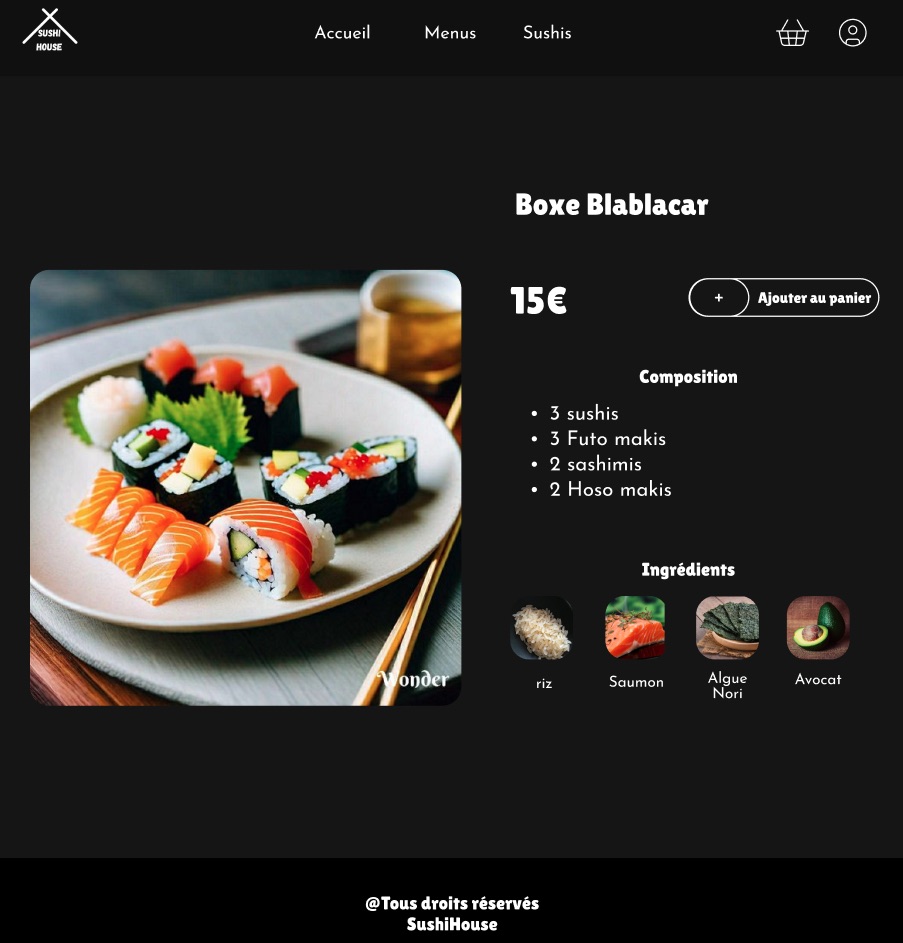 SUSHI
HOUSE
Accueil
Menus
Sushis
Boxe Blablacar
15€
+
Ajouter au panier
Composition
• 3 sushis
• 3 Futo makis
• 2 sashimis
• 2 Hoso makis
Ingrédients
riz
Saumon
Algue
Nori
Avocat
Wonder
@Tous droits réservés
SushiHouse